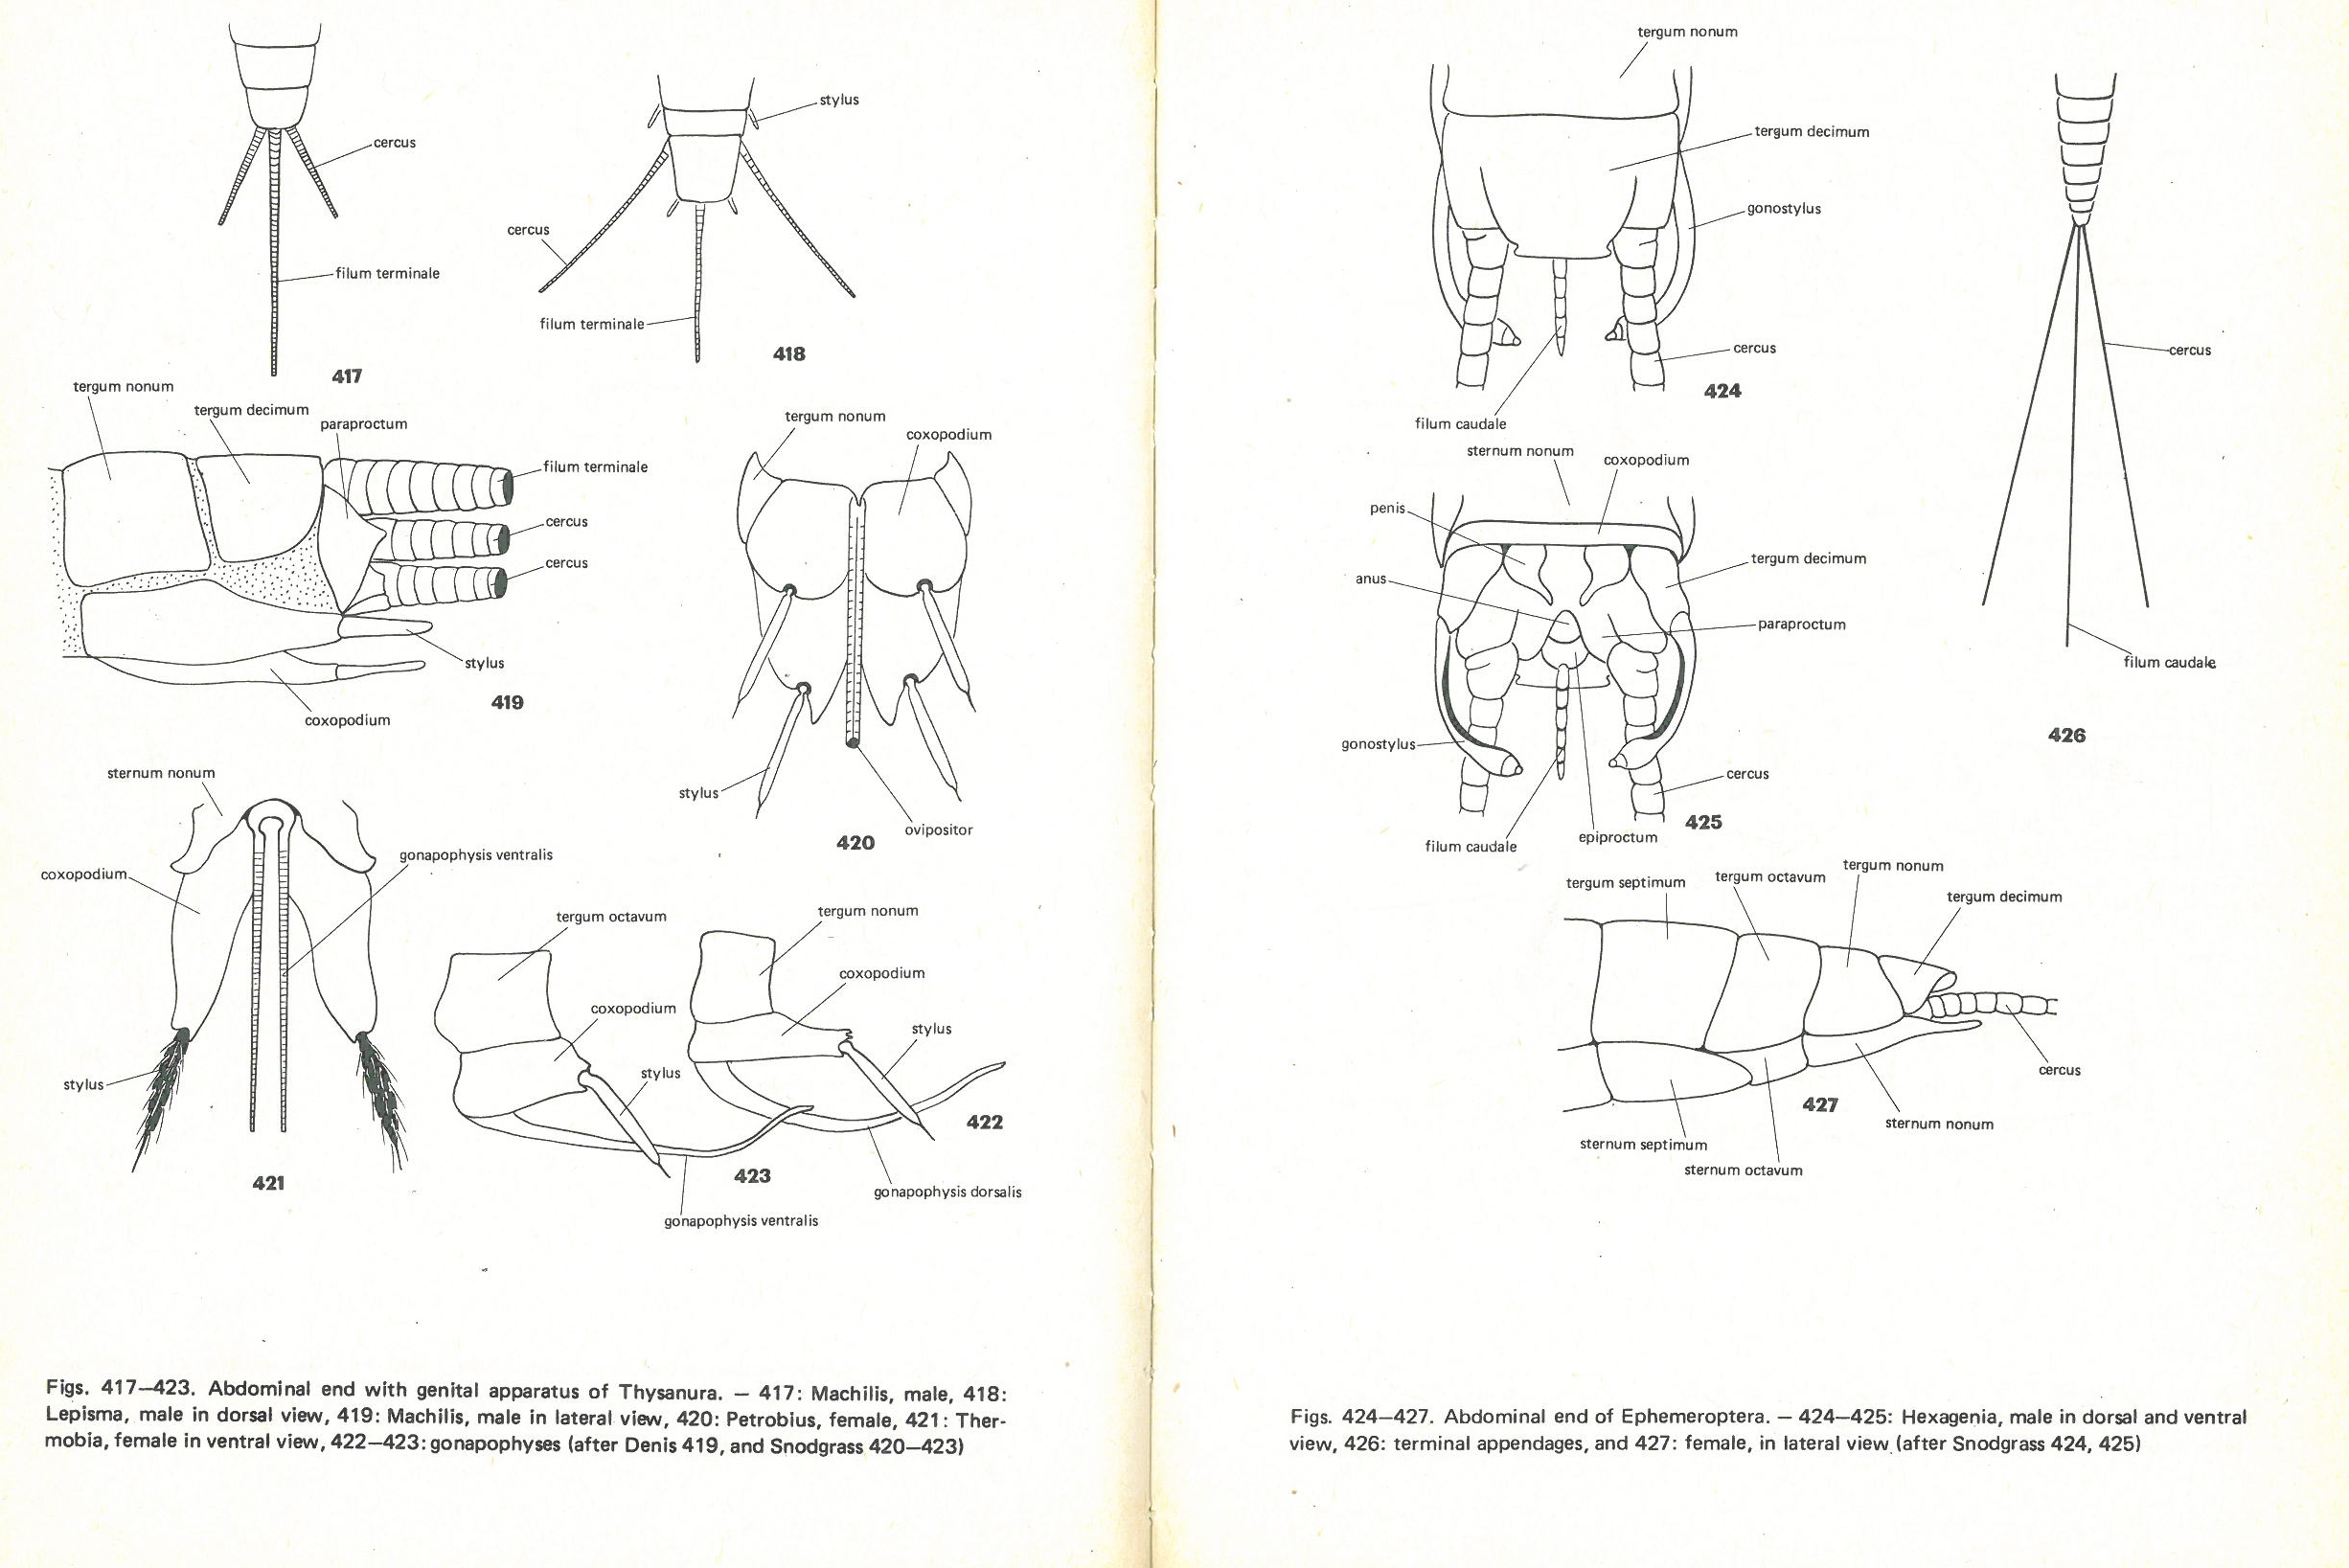 cercus
filum terminale
417
stylus
cercus
filum terminale
418
tergum nonum
tergum decimum
paraproctum
filum terminale
cercus
cercus
stylus
coxopodium
419
tergum nonum
coxopodium
stylus
ovipositor
420
sternum nonum
coxopodium
gonapophysis ventralis
stylus
421
tergum nonum
coxopodium
stylus
gonapophysis dorsalis
422
tergum octavum
coxopodium
stylus
gonapophysis ventralis
423
Figs. 417—423. Abdominal end with genital apparatus of Thysanura. — 417: Machilis, male, 418:
Lepisma, male in dorsal view, 419: Machilis, male in lateral view, 420: Petrobius, female, 421: Ther-
mobia, female in ventral view, 422—423: gonapophyses (after Denis 419, and Snodgrass 420—423)
tergum nonum
tergum decimum
gonostylus
cercus
filum caudale
424
sternum nonum
coxopodium
penis
tergum decimum
anus
paraproctum
gonostylus
cercus
epiproctum
filum caudale
425
cercus
filum caudale
426
tergum septimum
tergum octavum
tergum nonum
tergum decimum
cercus
sternum nonum
sternum septimum
sternum octavum
427
Figs. 424—427. Abdominal end of Ephemeroptera. — 424—425: Hexagenia, male in dorsal and ventral
view, 426: terminal appendages, and 427: female, in lateral view (after Snodgrass 424, 425)